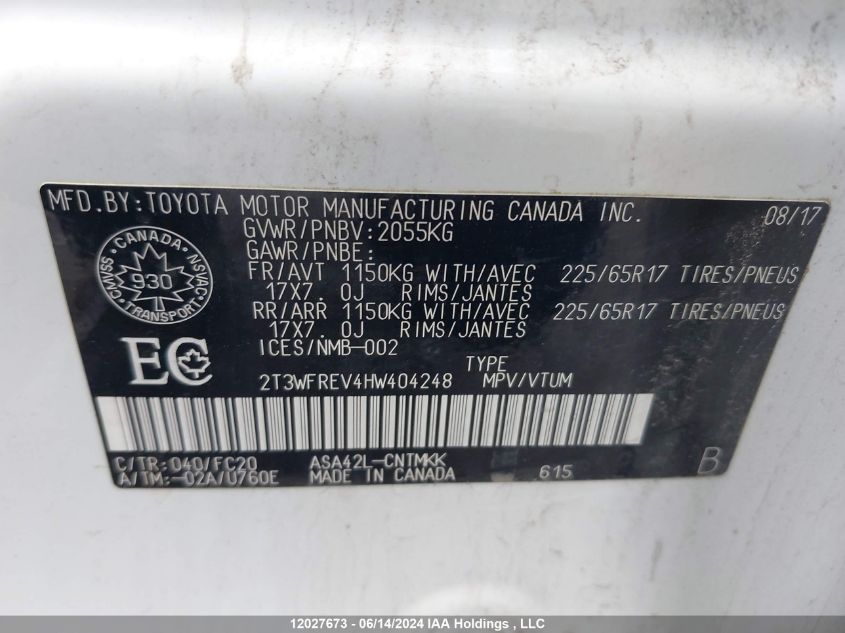 MFD.BY:TOYOTA MOTOR MANUFACTURING CANADA INC. 08/17
GVWR/PNBV:2055KG
GAWR/PNBE:
FR/AVT 1150KG WITH/AVEC 225/65R17 TIRES/PNEUS
17X7.0J RIMS/JANTES
RR/ARR 1150KG WITH/AVEC 225/65R17 TIRES/PNEUS
17X7.0J RIMS/JANTES
ICES/NMB-002
CANADA
930
TRANSPORT
CMVSS
NSVAC
EC
TYPE
2T3WFREV4HW404248 MPV/VTUM
C/TR:040/FC20 ASA42L-CNTMKK
A/TM:-02A/U760E MADE IN CANADA 615 B
12027673 - 06/14/2024 IAA Holdings , LLC